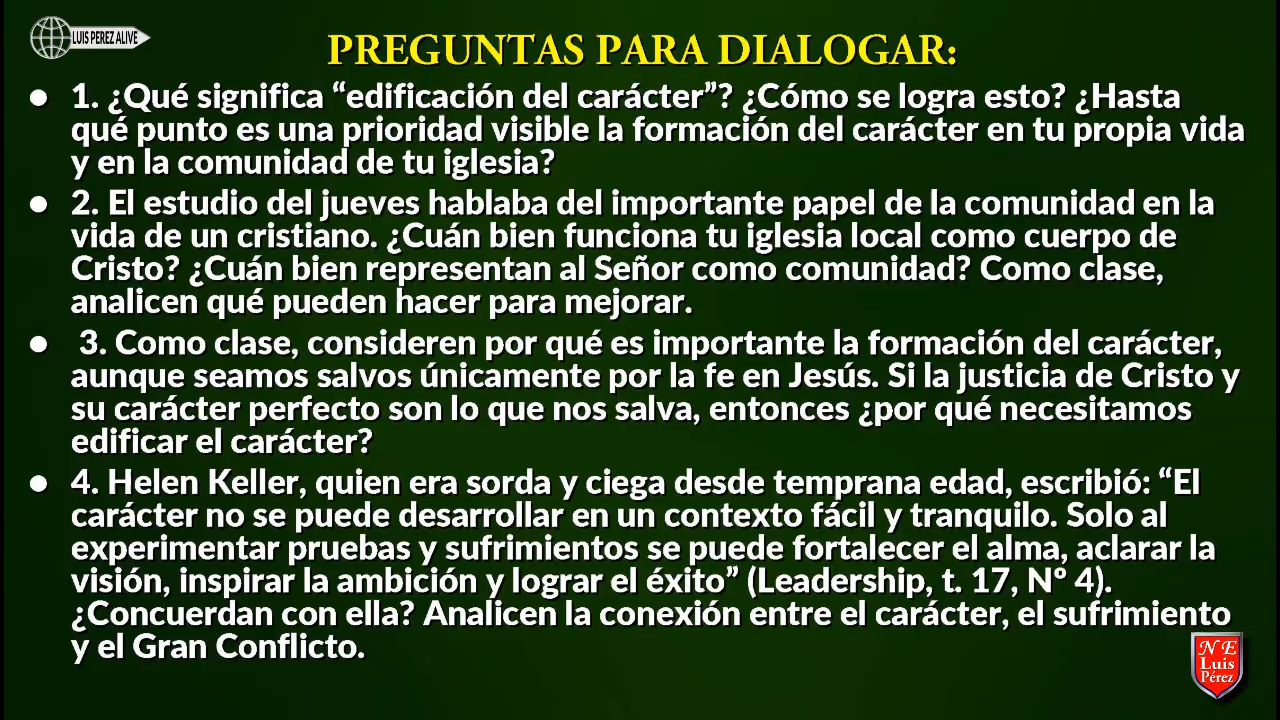 LUIS PEREZ ALIVE
PREGUNTAS PARA DIALOGAR:
● 1. ¿Qué significa “edificación del carácter”? ¿Cómo se logra esto? ¿Hasta
qué punto es una prioridad visible la formación del carácter en tu propia vida
y en la comunidad de tu iglesia?
● 2. El estudio del jueves hablaba del importante papel de la comunidad en la
vida de un cristiano. ¿Cuán bien funciona tu iglesia local como cuerpo de
Cristo? ¿Cuán bien representan al Señor como comunidad? Como clase,
analicen qué pueden hacer para mejorar.
● 3. Como clase, consideren por qué es importante la formación del carácter,
aunque seamos salvos únicamente por la fe en Jesús. Si la justicia de Cristo y
su carácter perfecto son lo que nos salva, entonces ¿por qué necesitamos
edificar el carácter?
● 4. Helen Keller, quien era sorda y ciega desde temprana edad, escribió: “El
carácter no se puede desarrollar en un contexto fácil y tranquilo. Solo al
experimentar pruebas y sufrimientos se puede fortalecer el alma, aclarar la
visión, inspirar la ambición y lograr el éxito” (Leadership, t. 17, Nº 4).
¿Concuerdan con ella? Analicen la conexión entre el carácter, el sufrimiento
y el Gran Conflicto.
N E
Luis
Pérez